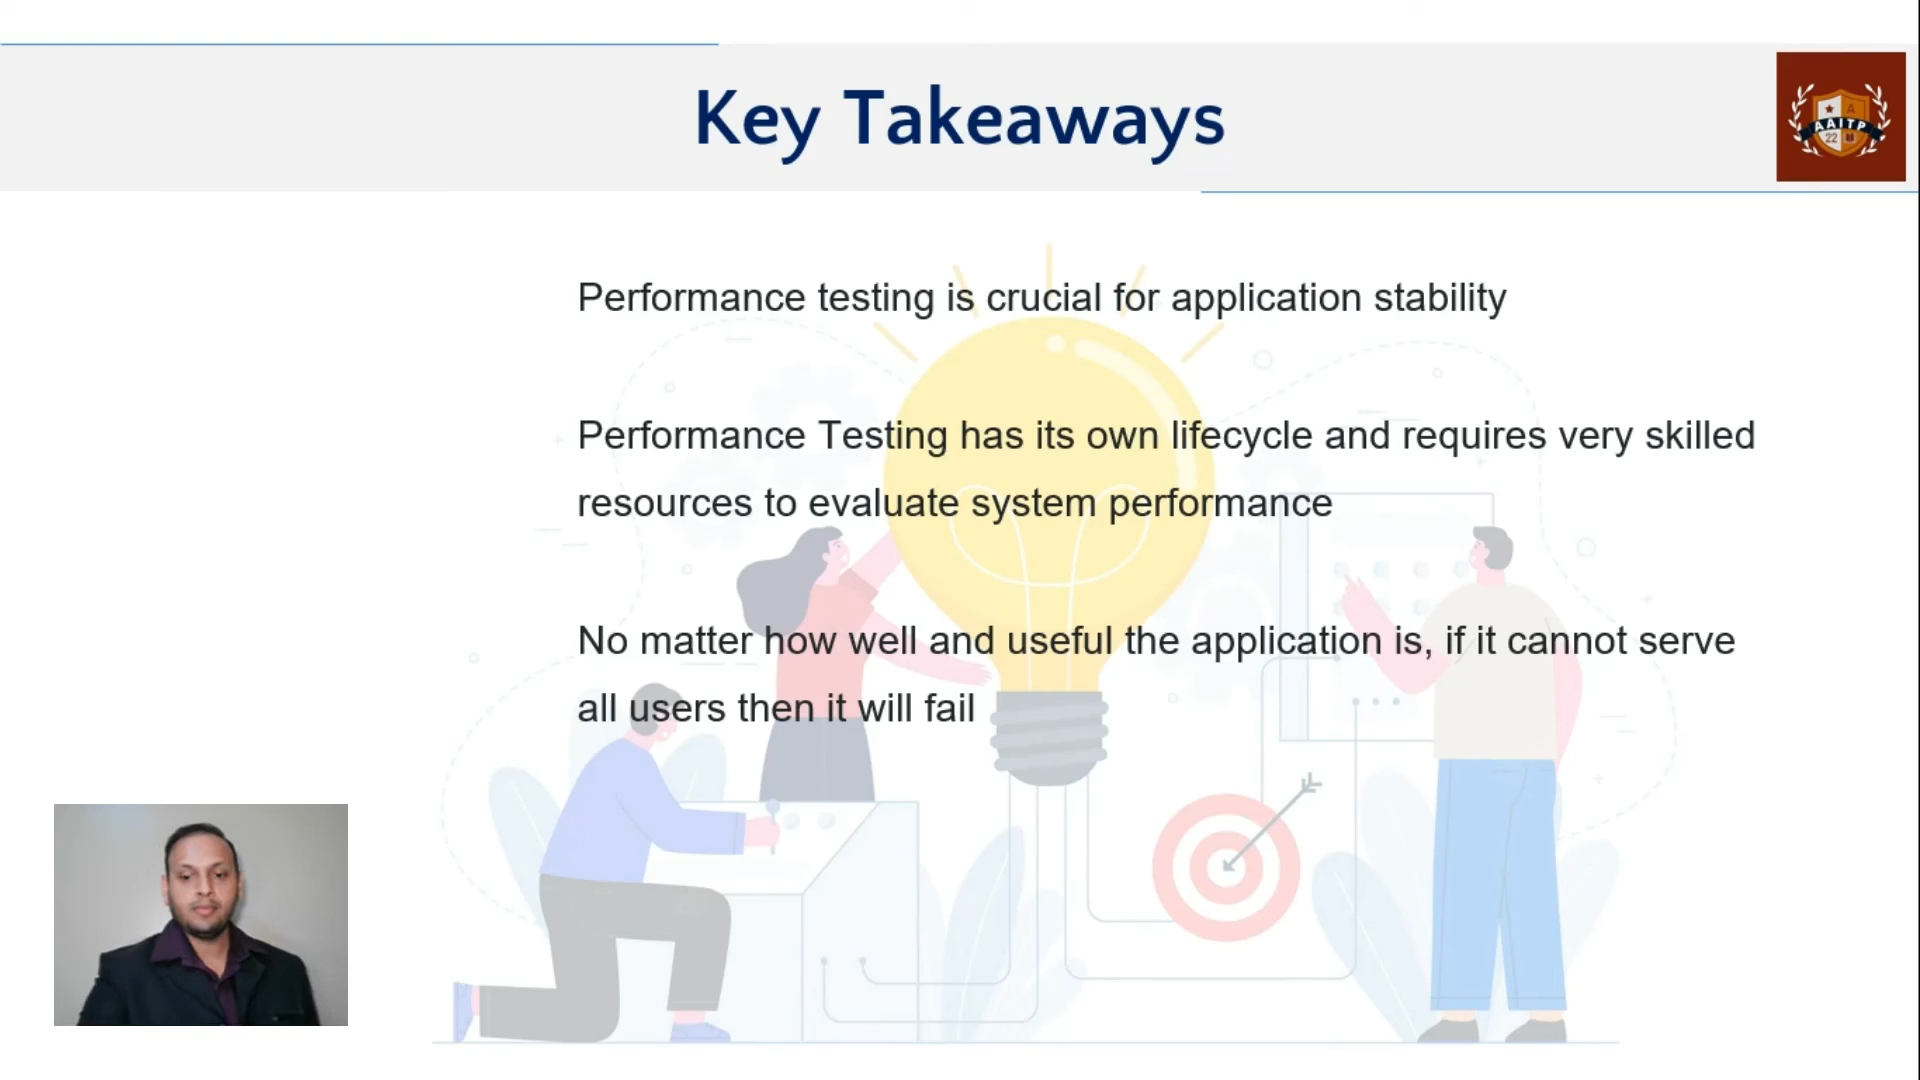 Key Takeaways
A
AAITP
22
Performance testing is crucial for application stability
Performance Testing has its own lifecycle and requires very skilled
resources to evaluate system performance
No matter how well and useful the application is, if it cannot serve
all users then it will fail